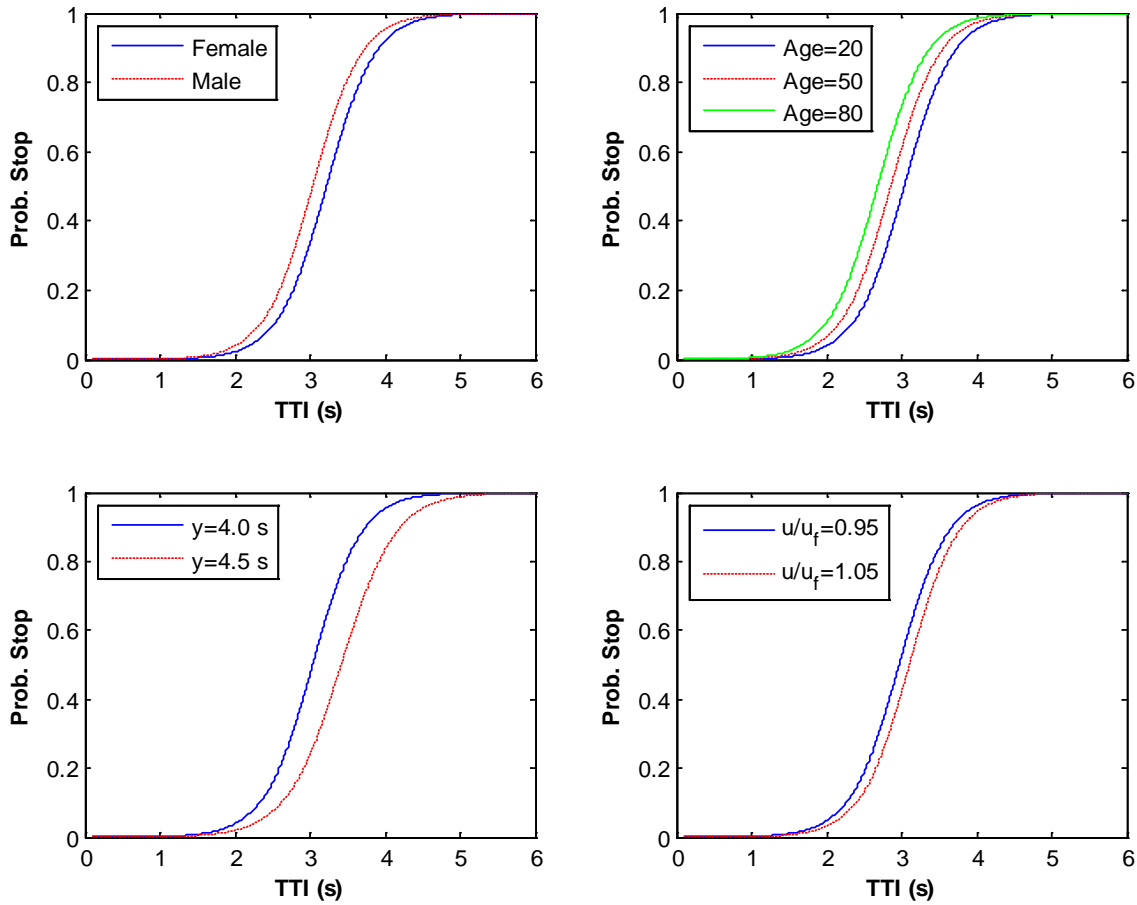 1
0.8
0.6
0.4
0.2
0
Prob. Stop
Female
Male
0 1 2 3 4 5 6
TTI (s)
1
0.8
0.6
0.4
0.2
0
Prob. Stop
Age=20
Age=50
Age=80
0 1 2 3 4 5 6
TTI (s)
1
0.8
0.6
0.4
0.2
0
Prob. Stop
y=4.0 s
y=4.5 s
0 1 2 3 4 5 6
TTI (s)
1
0.8
0.6
0.4
0.2
0
Prob. Stop
u/u_f=0.95
u/u_f=1.05
0 1 2 3 4 5 6
TTI (s)